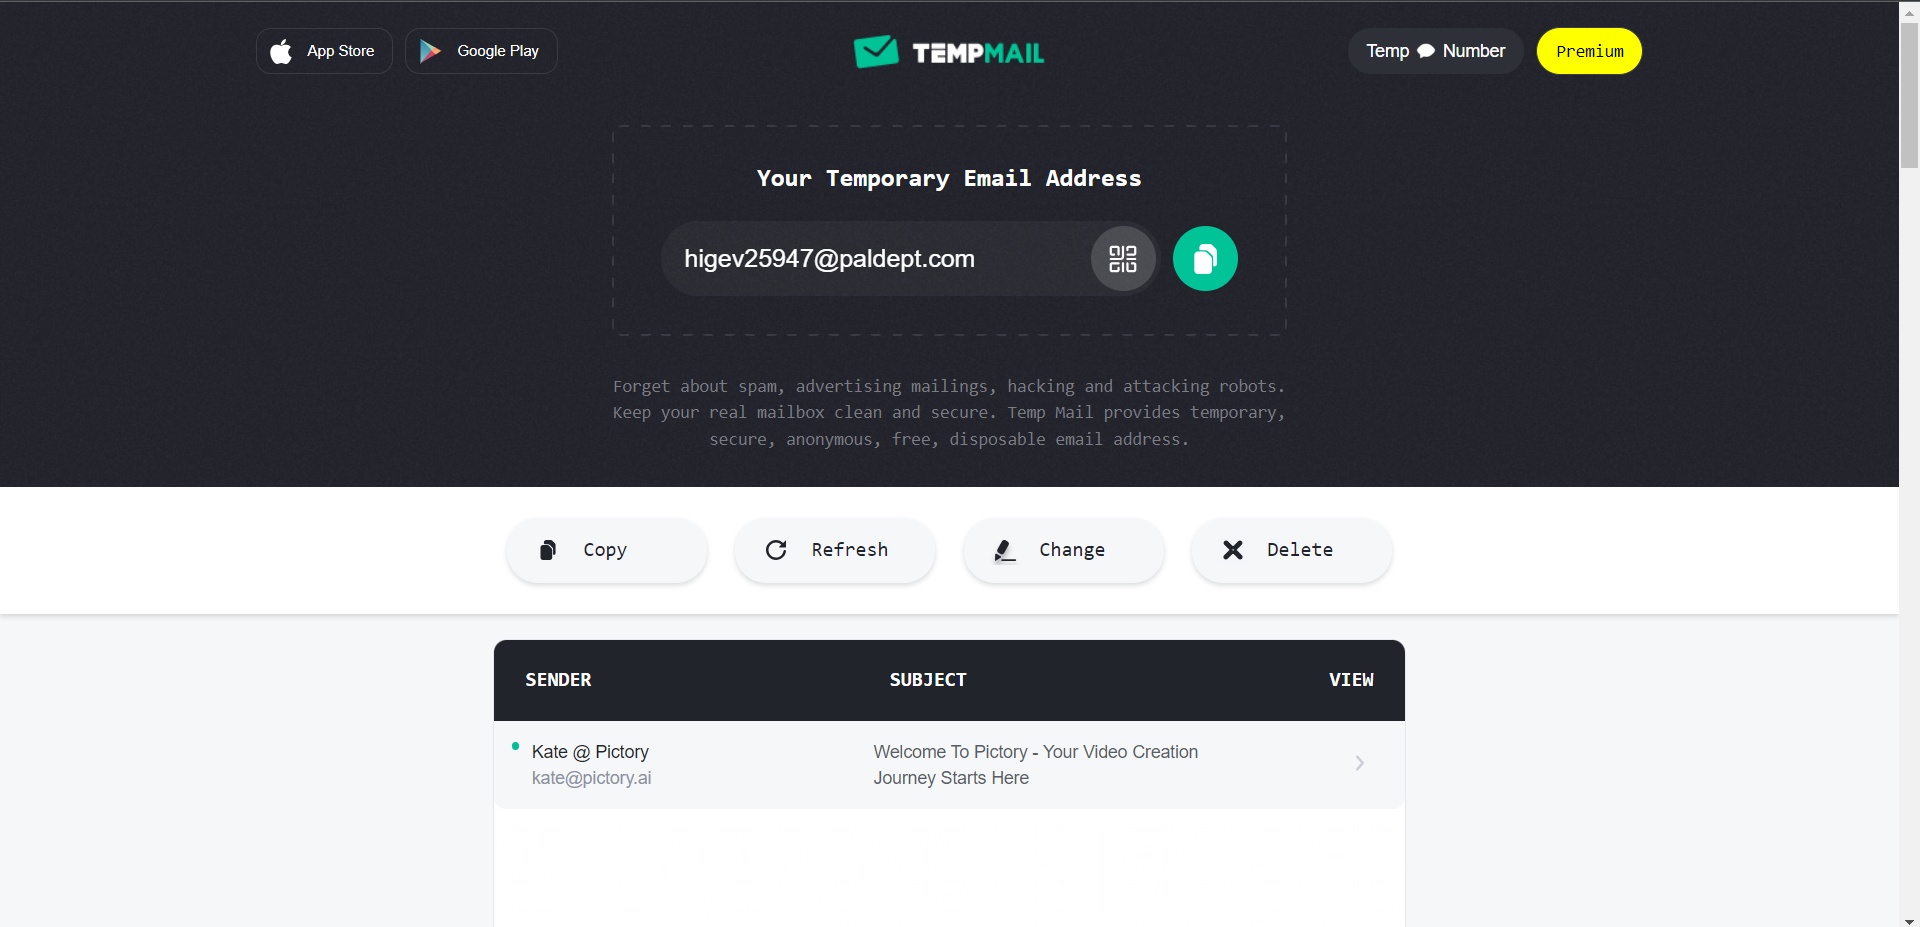 App Store
Google Play
TEMPMAIL
Temp Number
Premium
Your Temporary Email Address
higev25947@paldept.com
Forget about spam, advertising mailings, hacking and attacking robots.
Keep your real mailbox clean and secure. Temp Mail provides temporary,
secure, anonymous, free, disposable email address.
Copy
Refresh
Change
Delete
SENDER
SUBJECT
VIEW
Kate @ Pictory
kate@pictory.ai
Welcome To Pictory - Your Video Creation
Journey Starts Here